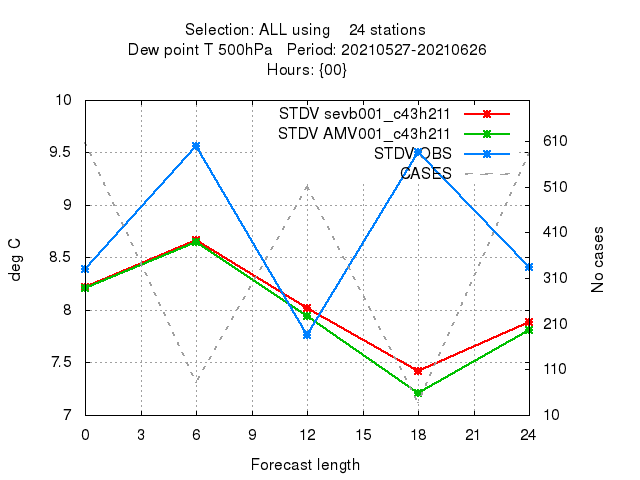 Selection: ALL using 24 stations
Dew point T 500hPa Period: 20210527-20210626
Hours: {00}
STDV sevb001_c43h211
STDV AMV001_c43h211
STDV OBS
CASES
10
9.5
9
8.5
8
7.5
7
610
510
410
310
210
110
10
deg C
No cases
0 3 6 9 12 15 18 21 24
Forecast length